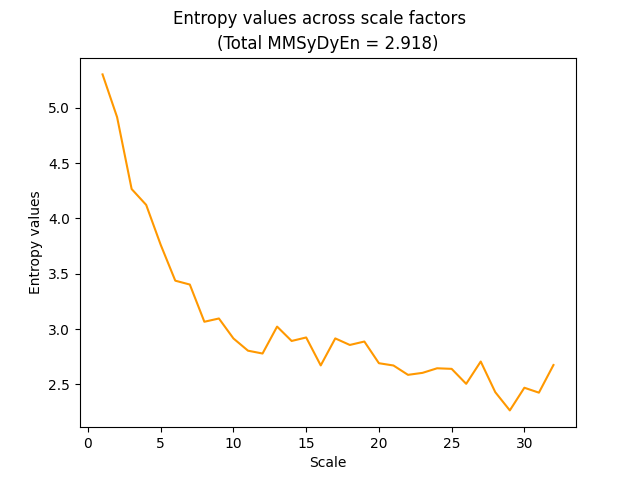 Entropy values across scale factors
(Total MMSyDyEn = 2.918)
Entropy values
5.0
4.5
4.0
3.5
3.0
2.5
0 5 10 15 20 25 30
Scale